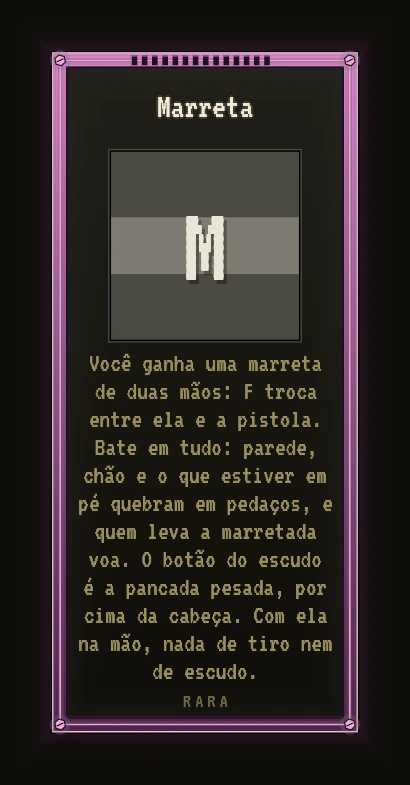 Marreta
M
Você ganha uma marreta
de duas mãos: F troca
entre ela e a pistola.
Bate em tudo: parede,
chão e o que estiver em
pé quebram em pedaços, e
quem leva a marretada
voa. O botão do escudo
é a pancada pesada, por
cima da cabeça. Com ela
na mão, nada de tiro nem
de escudo.
RARA